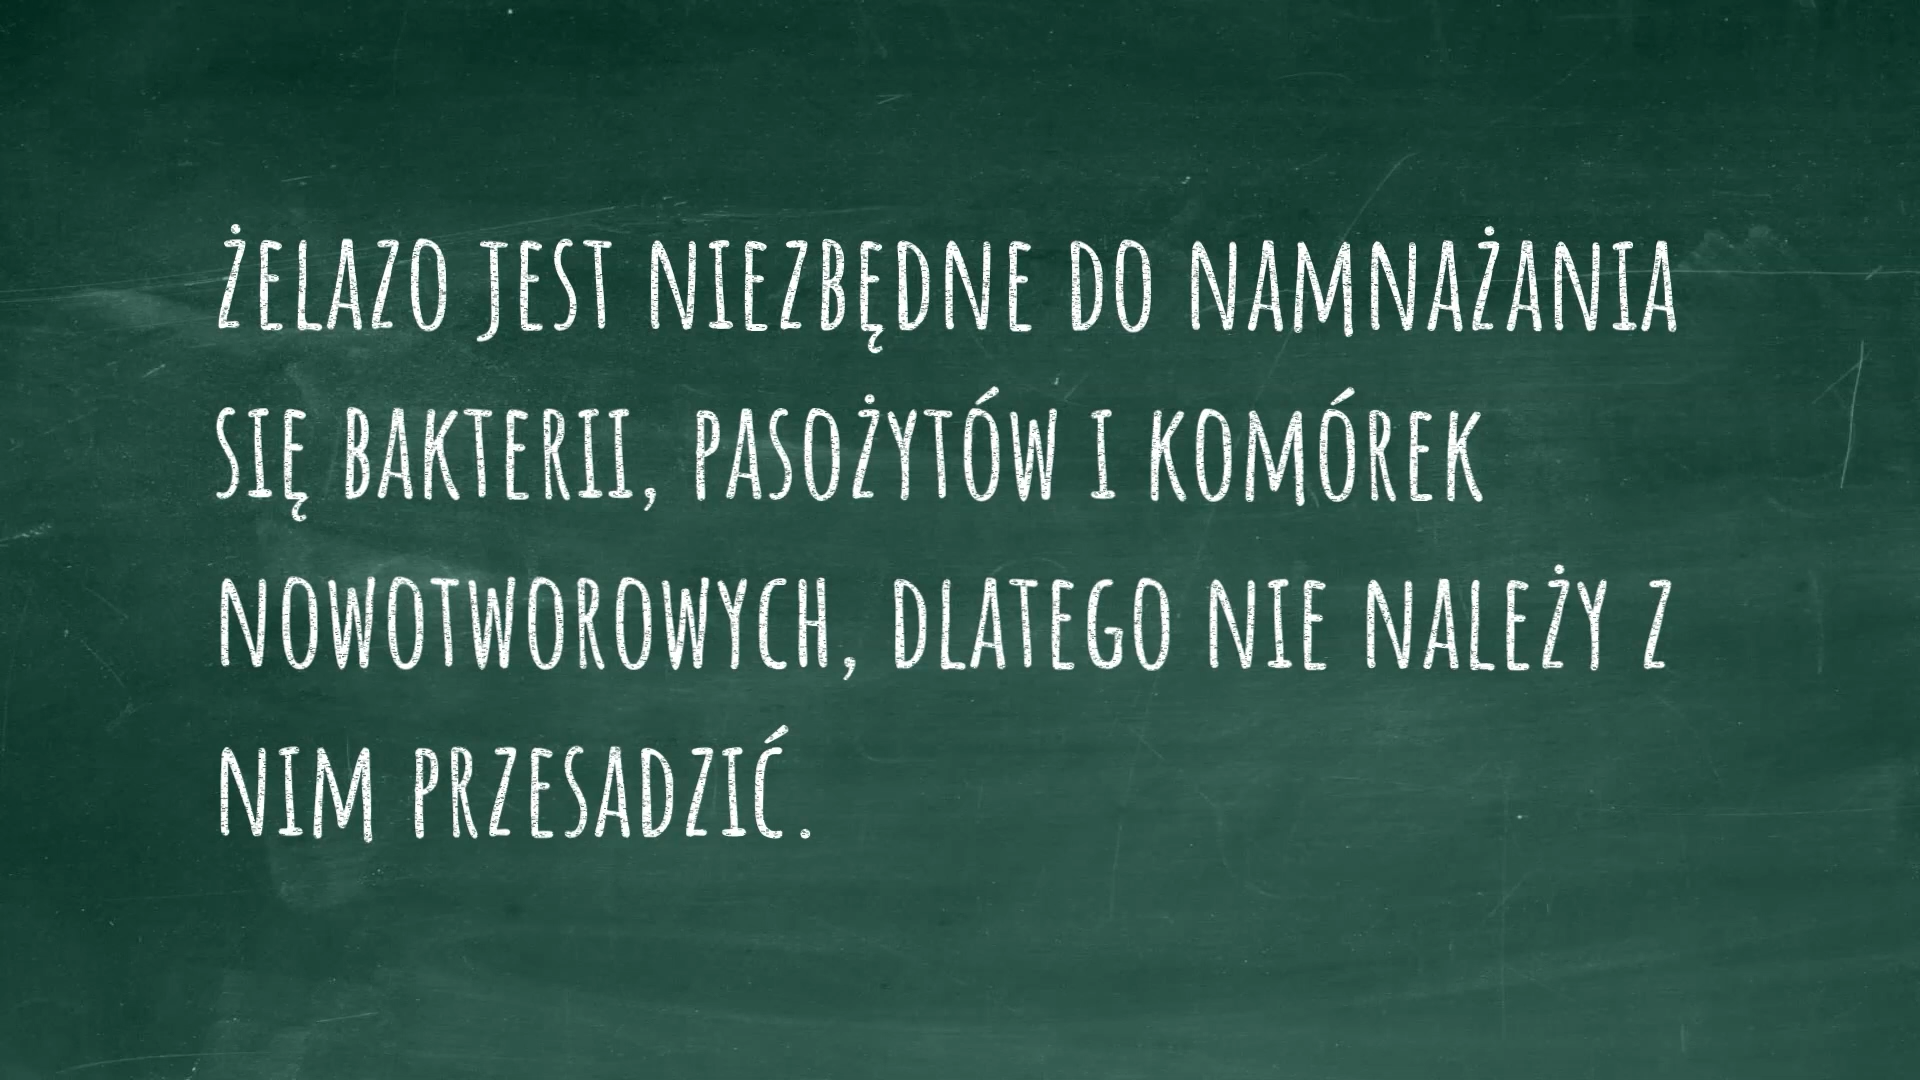 ŻELAZO JEST NIEZBĘDNE DO NAMNAŻANIA
SIĘ BAKTERII, PASOŻYTÓW I KOMÓREK
NOWOTWOROWYCH, DLATEGO NIE NALEŻY Z
NIM PRZESADZIĆ.